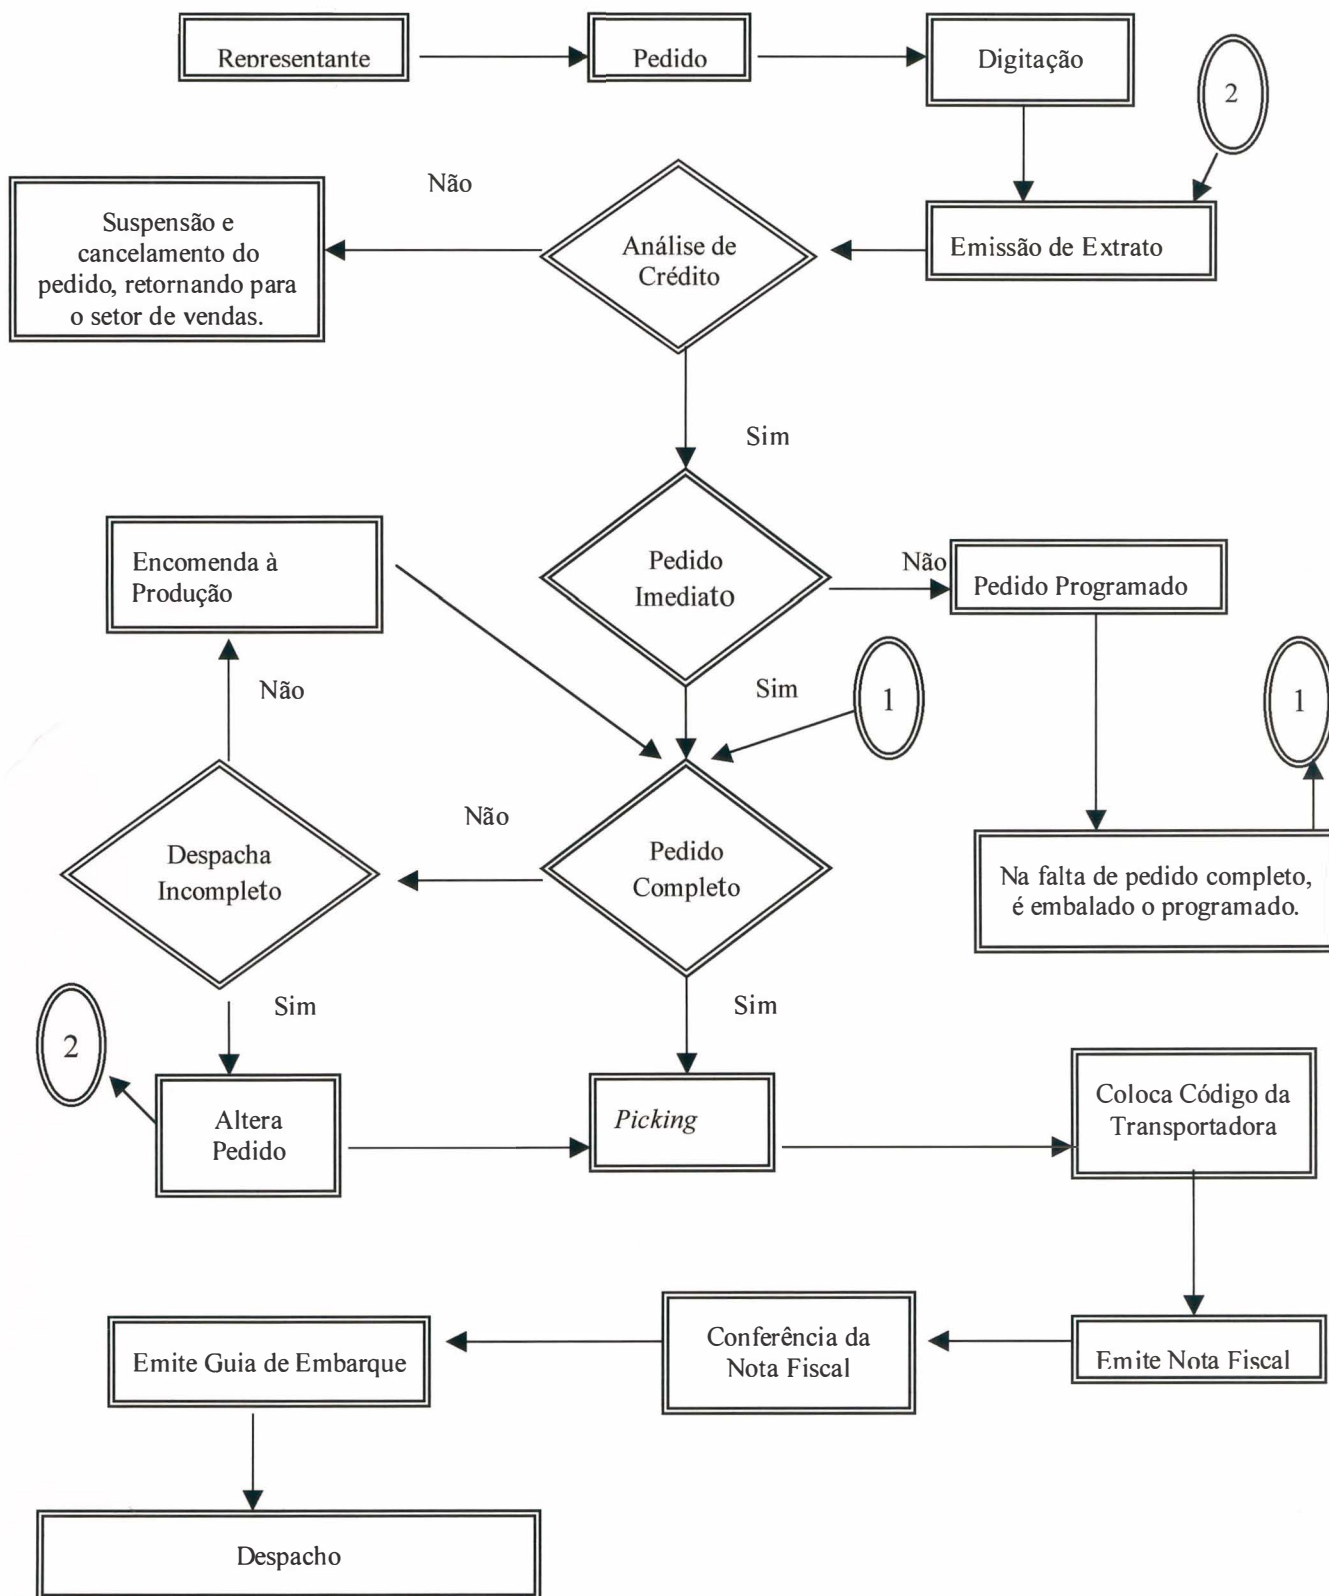 Representante
Pedido
Digitação
2
Não
Suspensão e
cancelamento do
pedido, retornando para
o setor de vendas.
Análise de
Crédito
Emissão de Extrato
Sim
Encomenda à
Produção
Pedido
Imediato
Não
Pedido Programado
Não
Sim
1
1
Não
Despacha
Incompleto
Pedido
Completo
Na falta de pedido completo,
é embalado o programado.
Sim
Sim
2
Altera
Pedido
Picking
Coloca Código da
Transportadora
Emite Guia de Embarque
Conferência da
Nota Fiscal
Emite Nota Fiscal
Despacho